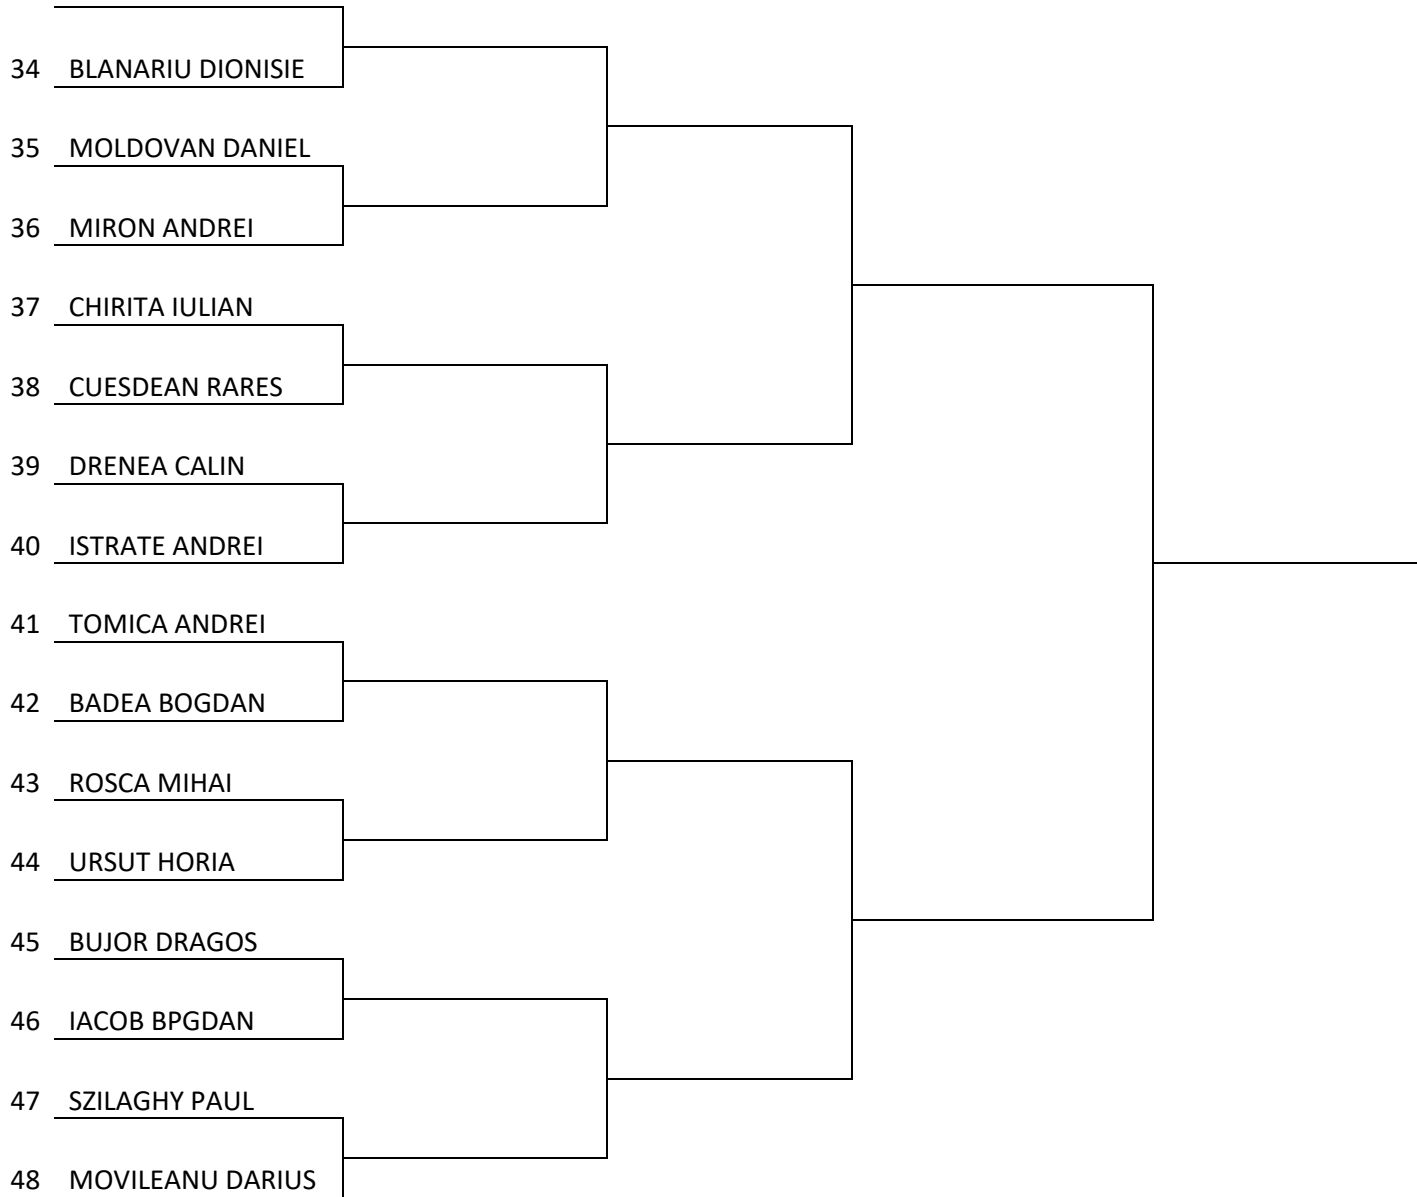 34 BLANARIU DIONISIE
35 MOLDOVAN DANIEL
36 MIRON ANDREI
37 CHIRITA IULIAN
38 CUESDEAN RARES
39 DRENEA CALIN
40 ISTRATE ANDREI
41 TOMICA ANDREI
42 BADEA BOGDAN
43 ROSCA MIHAI
44 URSUT HORIA
45 BUJOR DRAGOS
46 IACOB BPGDAN
47 SZILAGHY PAUL
48 MOVILEANU DARIUS